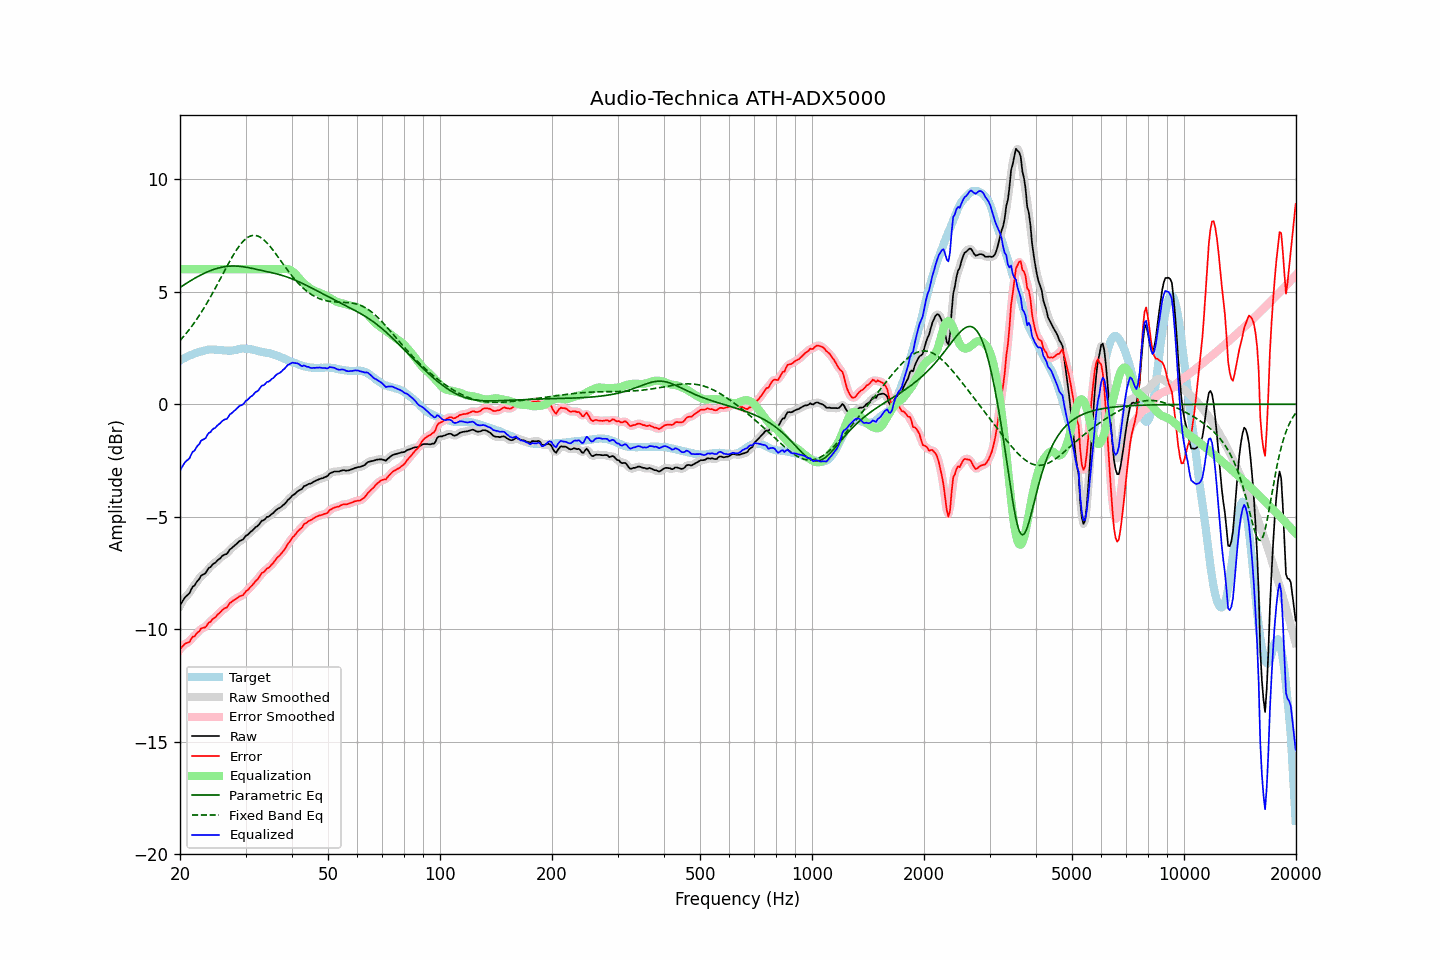 Audio-Technica ATH-ADX5000
Amplitude (dBr)
10
5
0
−5
−10
−15
−20
Target
Raw Smoothed
Error Smoothed
Raw
Error
Equalization
Parametric Eq
Fixed Band Eq
Equalized
20 50 100 200 500 1000 2000 5000 10000 20000
Frequency (Hz)